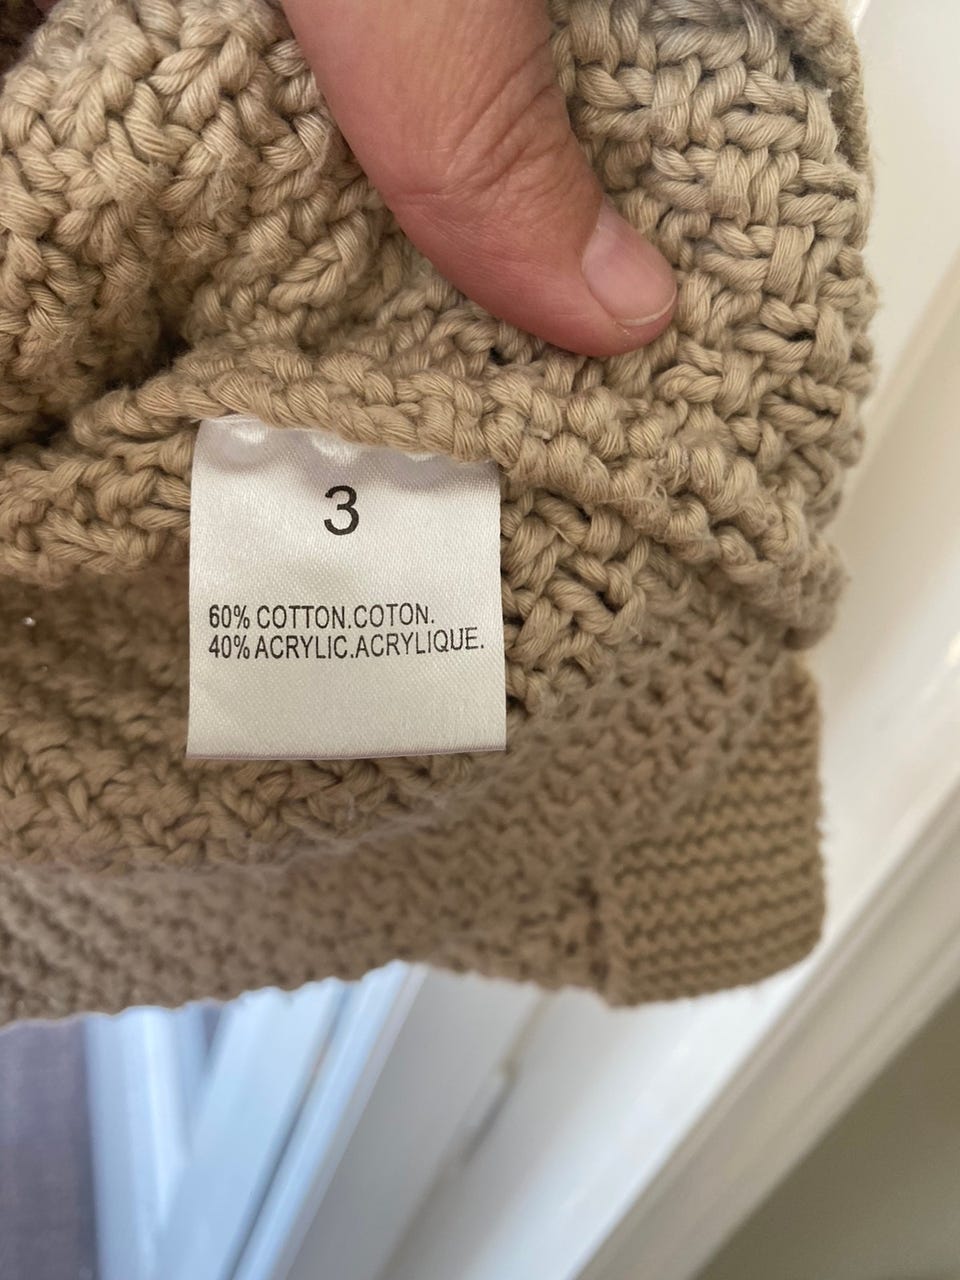 3
60% COTTON.COTON.
40% ACRYLIC.ACRYLIQUE.